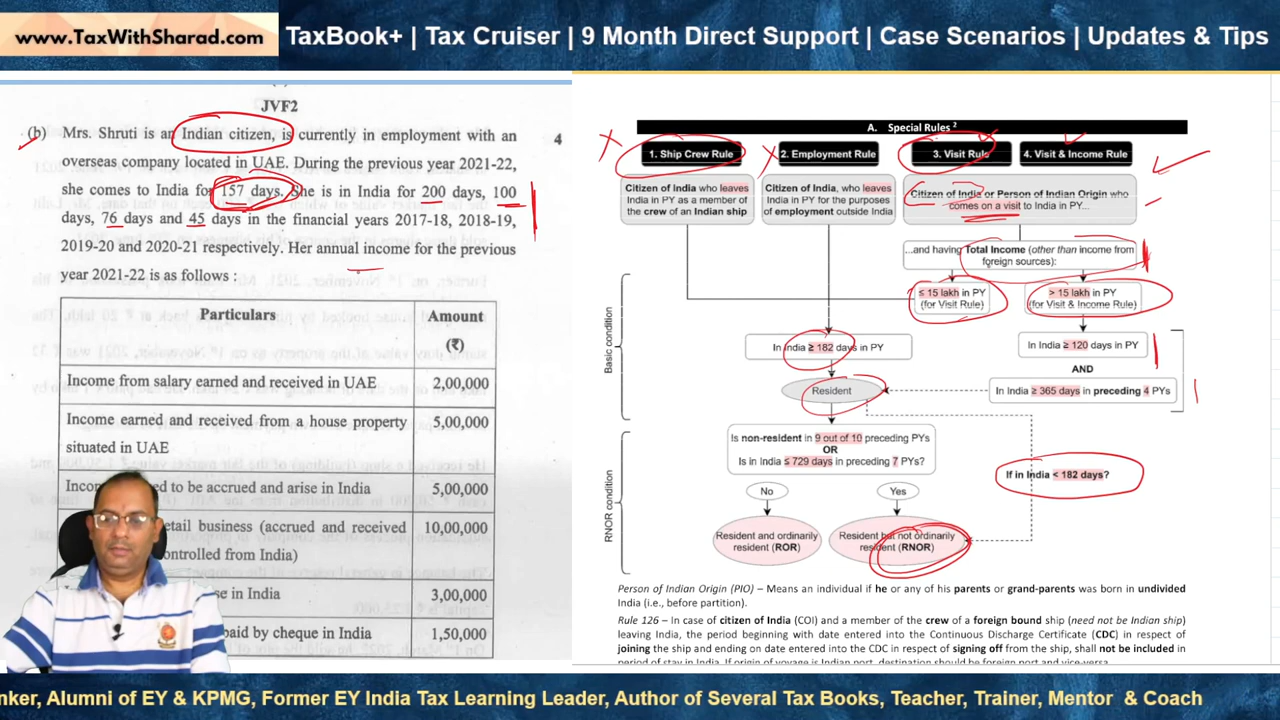 www.TaxWithSharad.com
TaxBook+ | Tax Cruiser | 9 Month Direct Support | Case Scenarios | Updates & Tips
JVF2
(b) Mrs. Shruti is an Indian citizen, is currently in employment with an
4
overseas company located in UAE. During the previous year 2021-22,
she comes to India for 157 days. She is in India for 200 days, 100
days, 76 days and 45 days in the financial years 2017-18, 2018-19,
2019-20 and 2020-21 respectively. Her annual income for the previous
year 2021-22 is as follows :
Particulars
Amount
(₹)
Income from salary earned and received in UAE
2,00,000
Income earned and received from a house property
5,00,000
situated in UAE
to be accrued and arise in India
5,00,000
etail business (accrued and received
10,00,000
ontrolled from India)
se in India
3,00,000
paid by cheque in India
1,50,000
A. Special Rules 2
1. Ship Crew Rule
2. Employment Rule
3. Visit Rule
4. Visit & Income Rule
Citizen of India who leaves
India in PY as a member of
the crew of an Indian ship
Citizen of India, who leaves
India in PY for the purposes
of employment outside India
Citizen of India or Person of Indian Origin who
comes on a visit to India in PY...
...and having Total Income (other than income from
foreign sources):
≤ 15 lakh in PY
(for Visit Rule)
> 15 lakh in PY
(for Visit & Income Rule)
Basic condition
In India ≥ 182 days in PY
In India ≥ 120 days in PY
AND
Resident
In India ≥ 365 days in preceding 4 PYs
RNOR condition
Is non-resident in 9 out of 10 preceding PYs
OR
Is in India ≤ 729 days in preceding 7 PYs?
If in India < 182 days?
No
Yes
Resident and ordinarily
resident (ROR)
Resident but not ordinarily
resident (RNOR)
Person of Indian Origin (PIO) – Means an individual if he or any of his parents or grand-parents was born in undivided
India (i.e., before partition).
Rule 126 – In case of citizen of India (COI) and a member of the crew of a foreign bound ship (need not be Indian ship)
leaving India, the period beginning with date entered into the Continuous Discharge Certificate (CDC) in respect of
joining the ship and ending on date entered into the CDC in respect of signing off from the ship, shall not be included in
period of stay in India. If origin of voyage is Indian port, destination should be foreign port and vice-versa.
nker, Alumni of EY & KPMG, Former EY India Tax Learning Leader, Author of Several Tax Books, Teacher, Trainer, Mentor & Coach